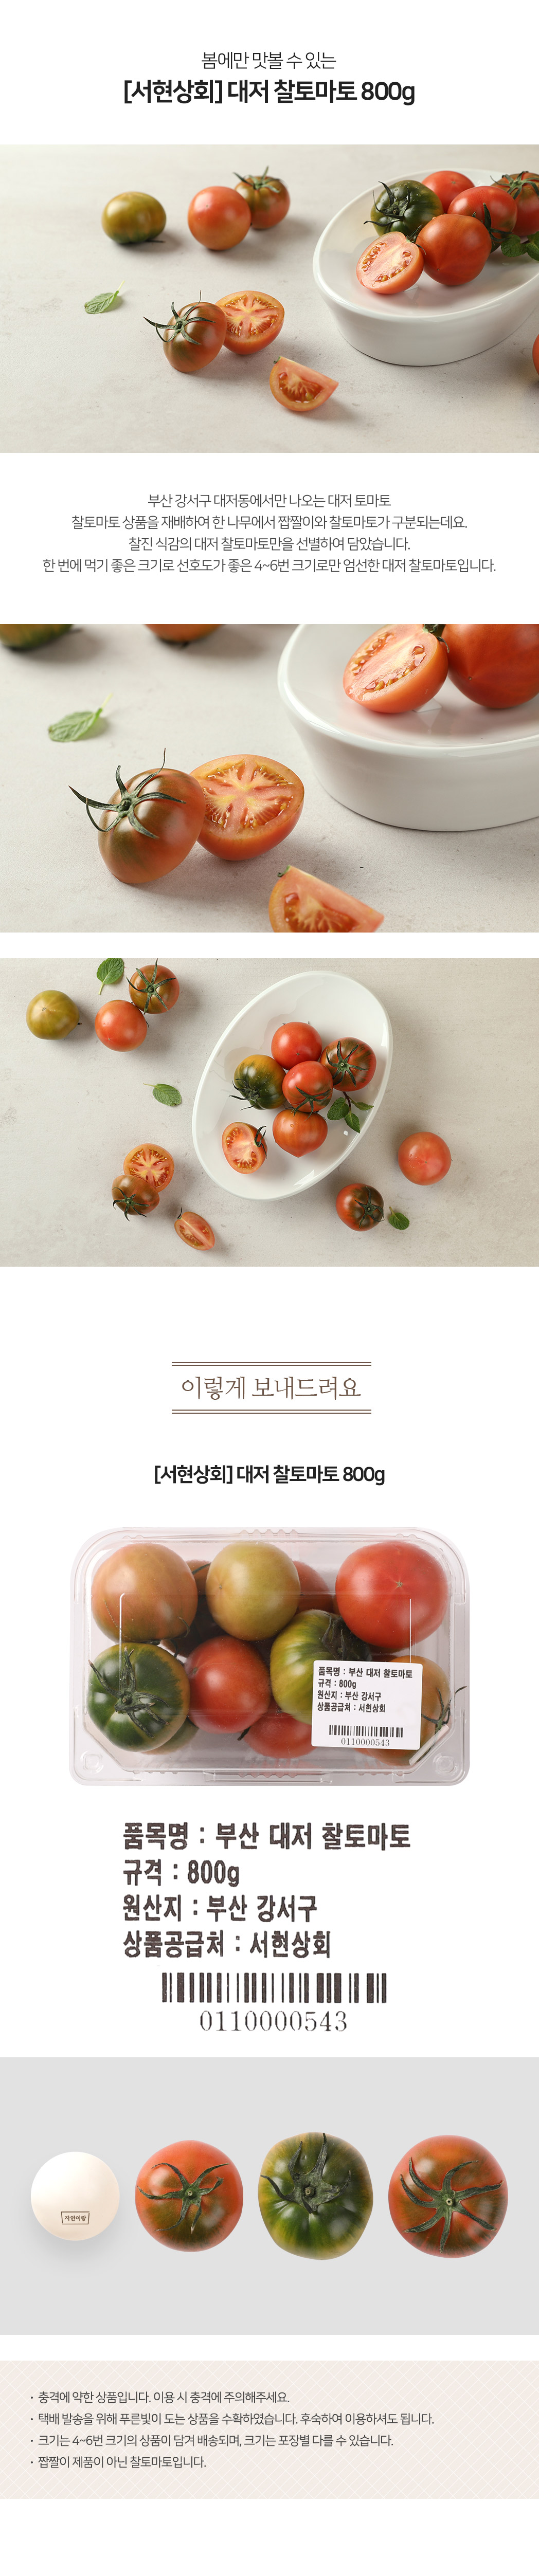 봄에만 맛볼 수 있는
[서현상회] 대저 찰토마토 800g
부산 강서구 대저동에서만 나오는 대저 토마토
찰토마토 상품을 재배하여 한 나무에서 짭짤이와 찰토마토가 구분되는데요.
찰진 식감의 대저 찰토마토만을 선별하여 담았습니다.
한 번에 먹기 좋은 크기로 선호도가 좋은 4~6번 크기로만 엄선한 대저 찰토마토입니다.
이렇게 보내드려요
[서현상회] 대저 찰토마토 800g
품목명 : 부산 대저 찰토마토
규격 : 800g
원산지 : 부산 강서구
상품공급처 : 서현상회
0110000543
품목명 : 부산 대저 찰토마토
규격 : 800g
원산지 : 부산 강서구
상품공급처 : 서현상회
0110000543
자연이랑
· 충격에 약한 상품입니다. 이용 시 충격에 주의해주세요.
· 택배 발송을 위해 푸른빛이 도는 상품을 수확하였습니다. 후숙하여 이용하셔도 됩니다.
· 크기는 4~6번 크기의 상품이 담겨 배송되며, 크기는 포장별 다를 수 있습니다.
· 짭짤이 제품이 아닌 찰토마토입니다.